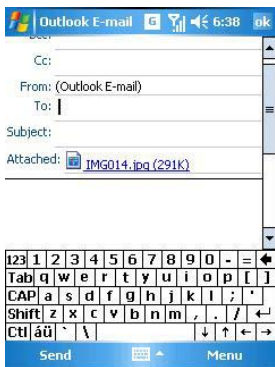 Outlook E-mail G 6:38 ok
Bcc:
Cc:
From: (Outlook E-mail)
To:
Subject:
Attached: IMG014.jpg (291K)
123 1 2 3 4 5 6 7 8 9 0 - =
Tab q w e r t y u i o p [ ]
CAP a s d f g h j k l ; '
Shift z x c v b n m , . /
Ctl áü ` \
Send Menu